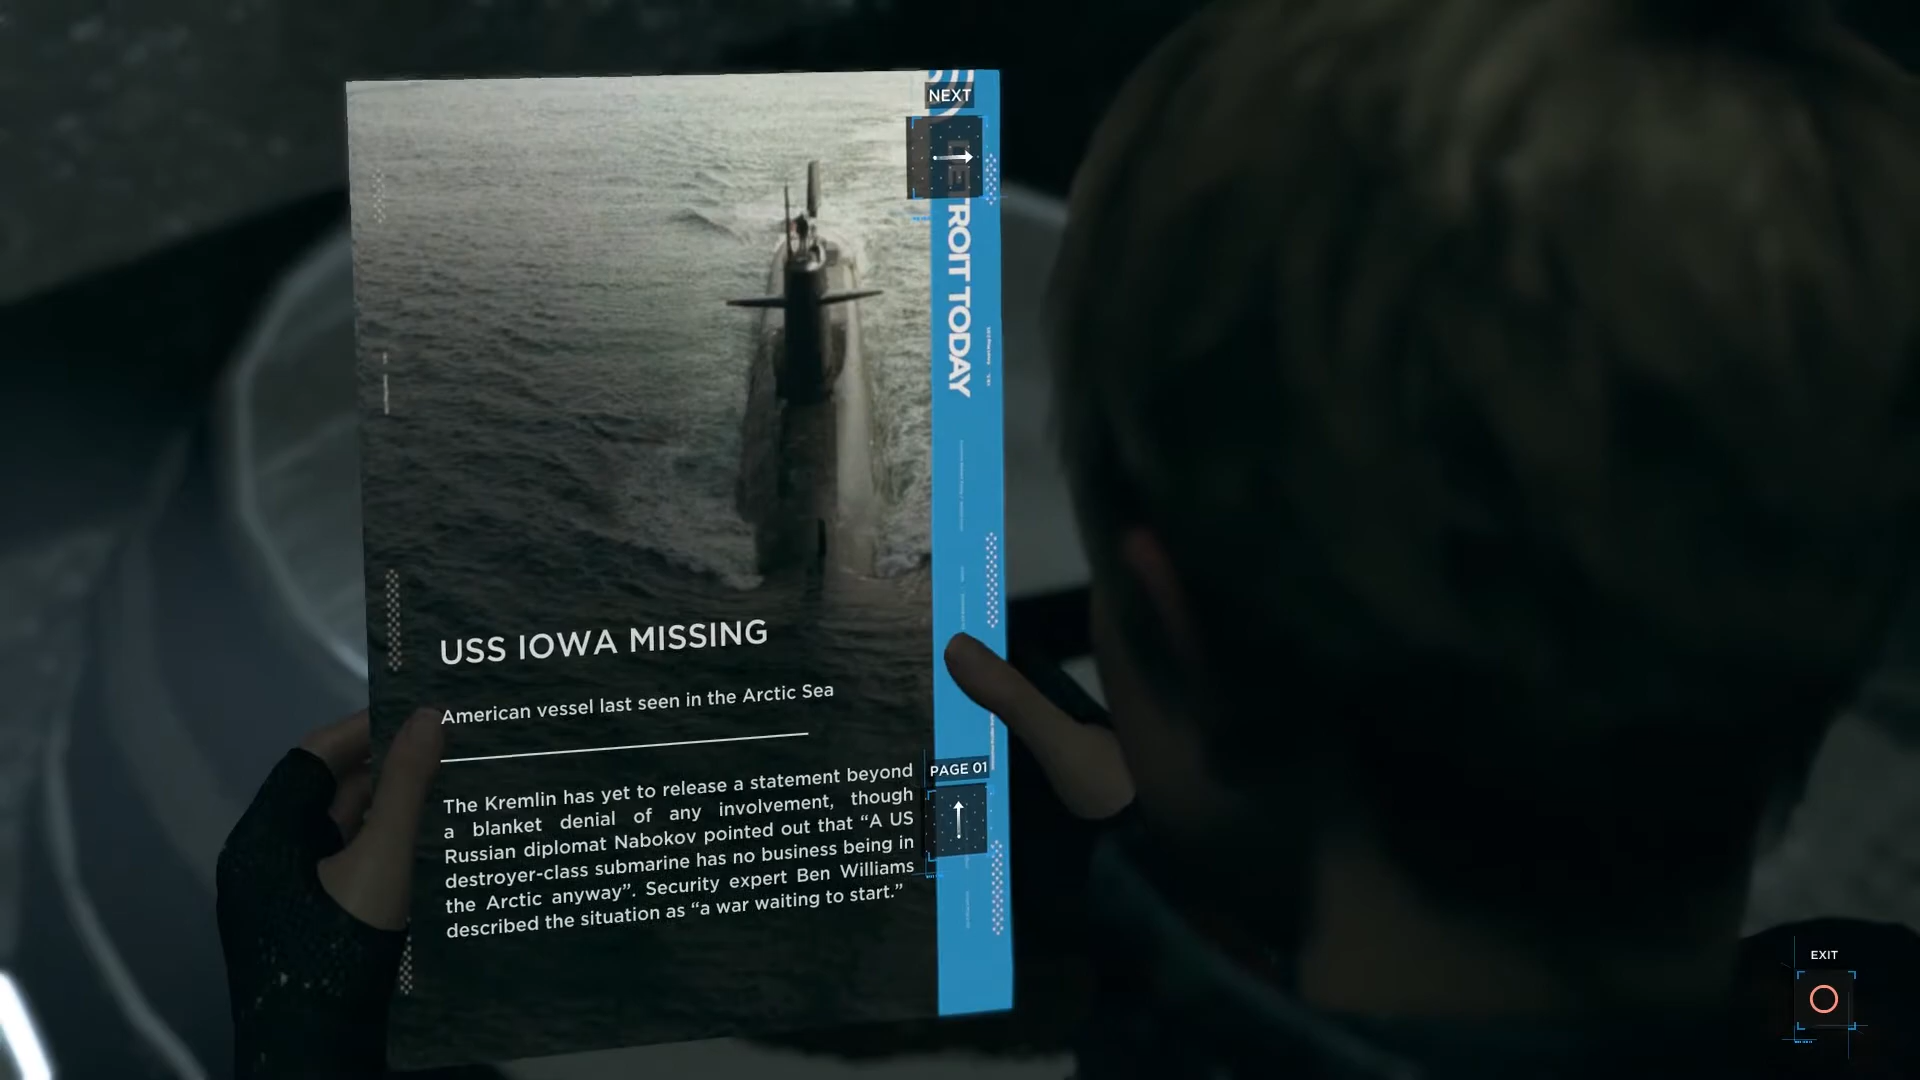 NEXT
DETROIT TODAY
USS IOWA MISSING
American vessel last seen in the Arctic Sea
The Kremlin has yet to release a statement beyond
a blanket denial of any involvement, though
Russian diplomat Nabokov pointed out that “A US
destroyer-class submarine has no business being in
the Arctic anyway”. Security expert Ben Williams
described the situation as “a war waiting to start.”
PAGE 01
EXIT